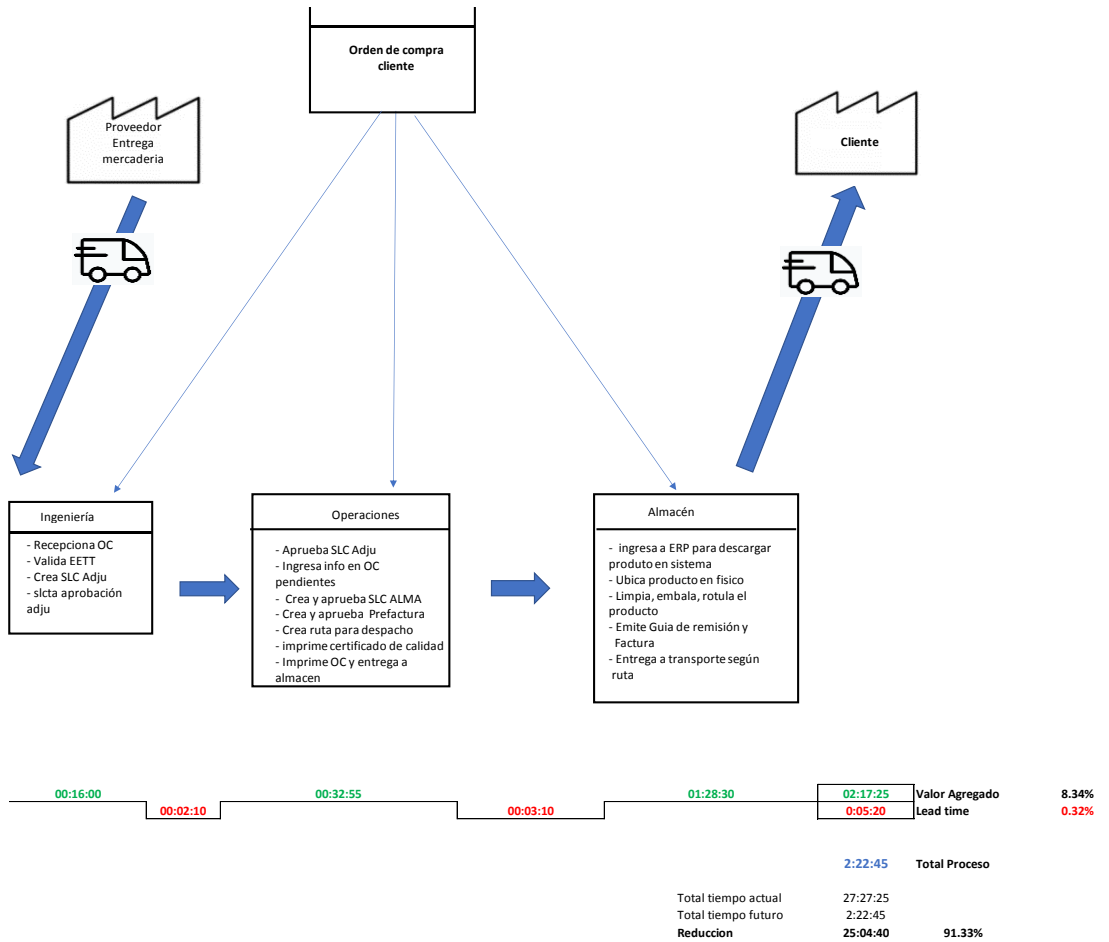 Orden de compra
cliente
Proveedor
Entrega
mercaderia
Cliente
Ingeniería
- Recepciona OC
- Valida EETT
- Crea SLC Adju
- slcta aprobación
adju
Operaciones
- Aprueba SLC Adju
- Ingresa info en OC
pendientes
- Crea y aprueba SLC ALMA
- Crea y aprueba Prefactura
- Crea ruta para despacho
- imprime certificado de calidad
- Imprime OC y entrega a
almacen
Almacén
- ingresa a ERP para descargar
produto en sistema
- Ubica producto en fisico
- Limpia, embala, rotula el
producto
- Emite Guia de remisión y
Factura
- Entrega a transporte según
ruta
00:16:00 00:32:55 01:28:30 02:17:25 Valor Agregado 8.34%
00:02:10 00:03:10 0:05:20 Lead time 0.32%
2:22:45 Total Proceso
Total tiempo actual 27:27:25
Total tiempo futuro 2:22:45
Reduccion 25:04:40 91.33%